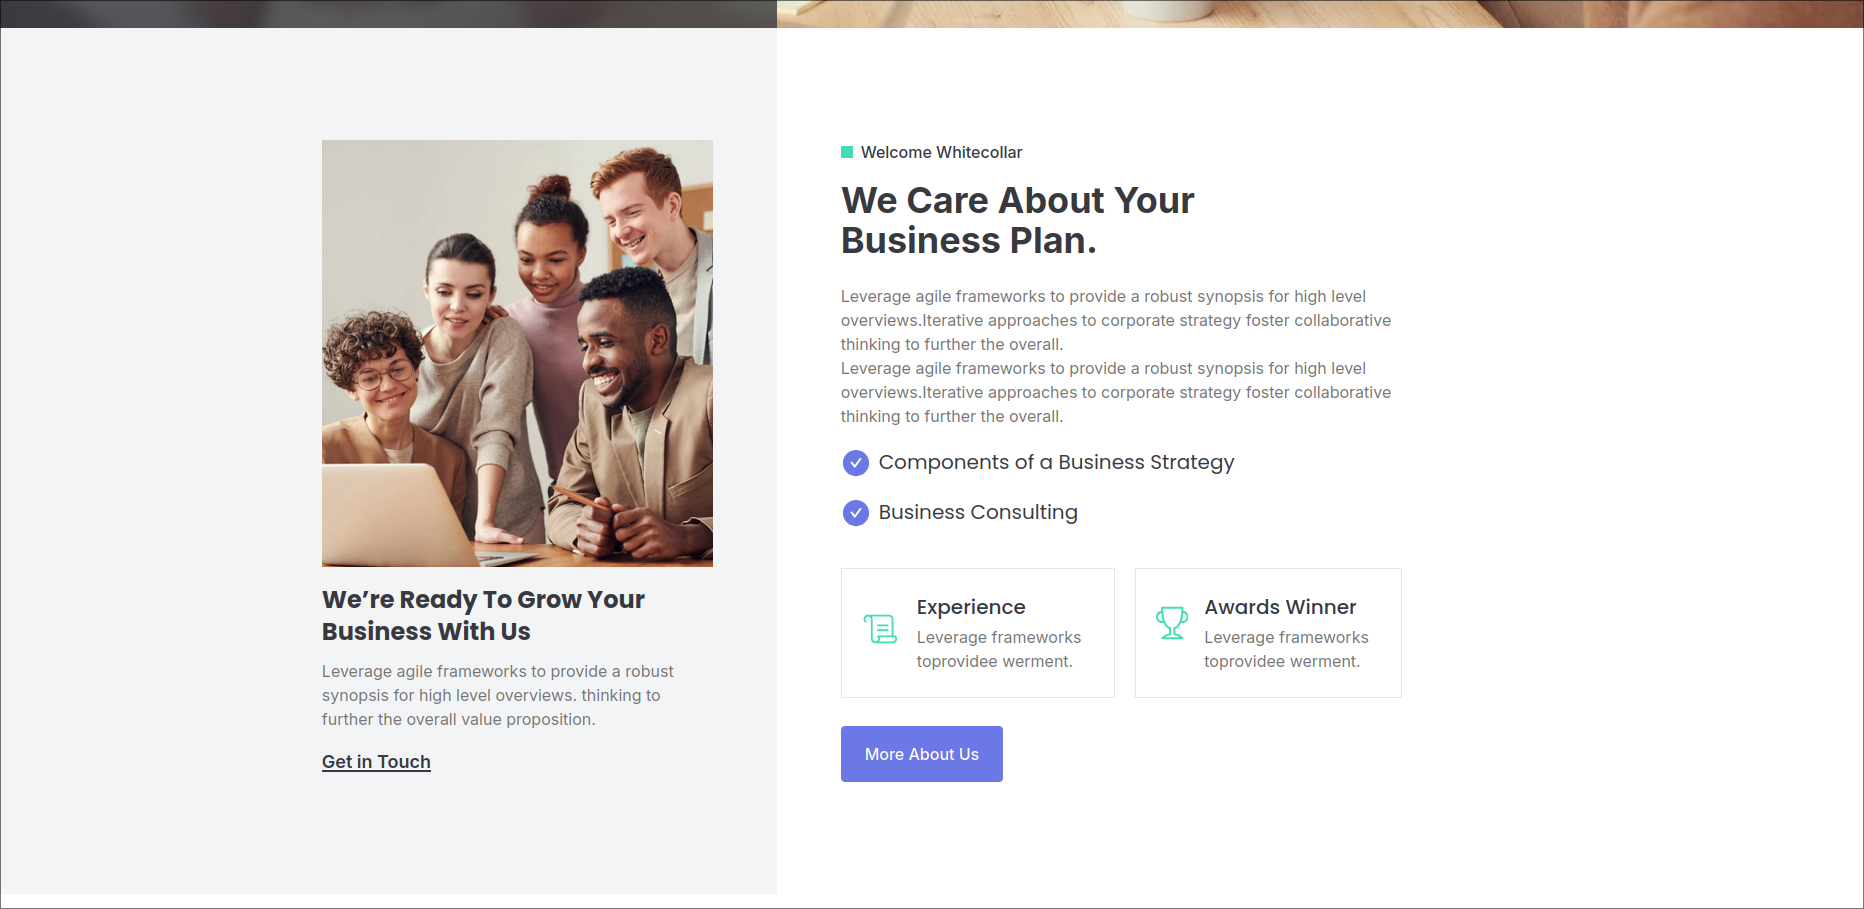 We’re Ready To Grow Your
Business With Us
Leverage agile frameworks to provide a robust
synopsis for high level overviews. thinking to
further the overall value proposition.
Get in Touch
Welcome Whitecollar
We Care About Your
Business Plan.
Leverage agile frameworks to provide a robust synopsis for high level
overviews.Iterative approaches to corporate strategy foster collaborative
thinking to further the overall.
Leverage agile frameworks to provide a robust synopsis for high level
overviews.Iterative approaches to corporate strategy foster collaborative
thinking to further the overall.
Components of a Business Strategy
Business Consulting
Experience
Leverage frameworks
toprovidee werment.
Awards Winner
Leverage frameworks
toprovidee werment.
More About Us